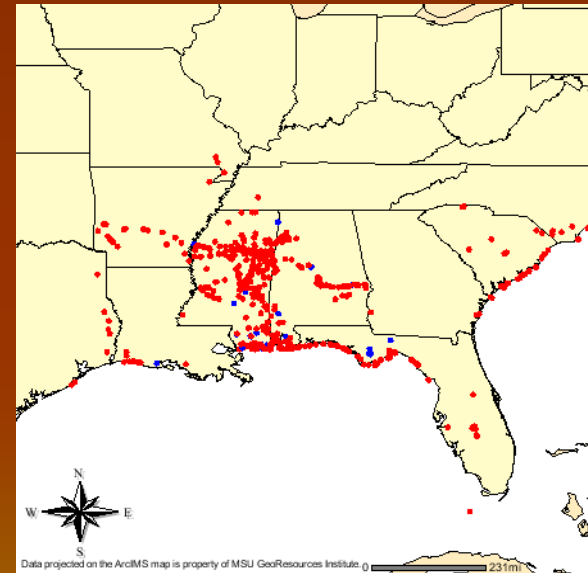 N
W E
S
Data projected on the ArcIMS map is property of MSU GeoResources Institute. 0 231mi